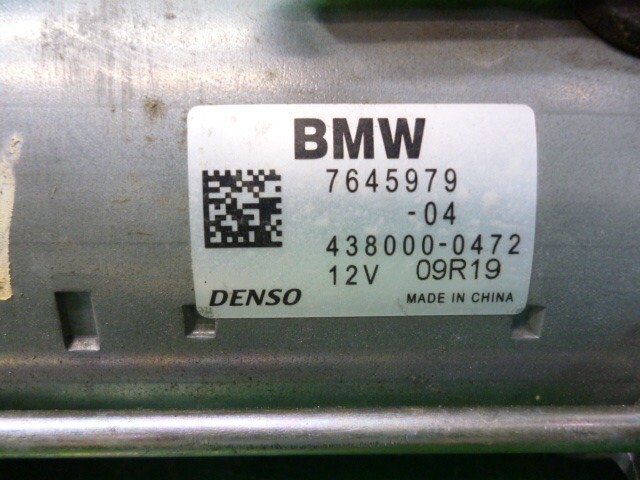 BMW
7645979
-04
438000-0472
12V 09R19
DENSO MADE IN CHINA